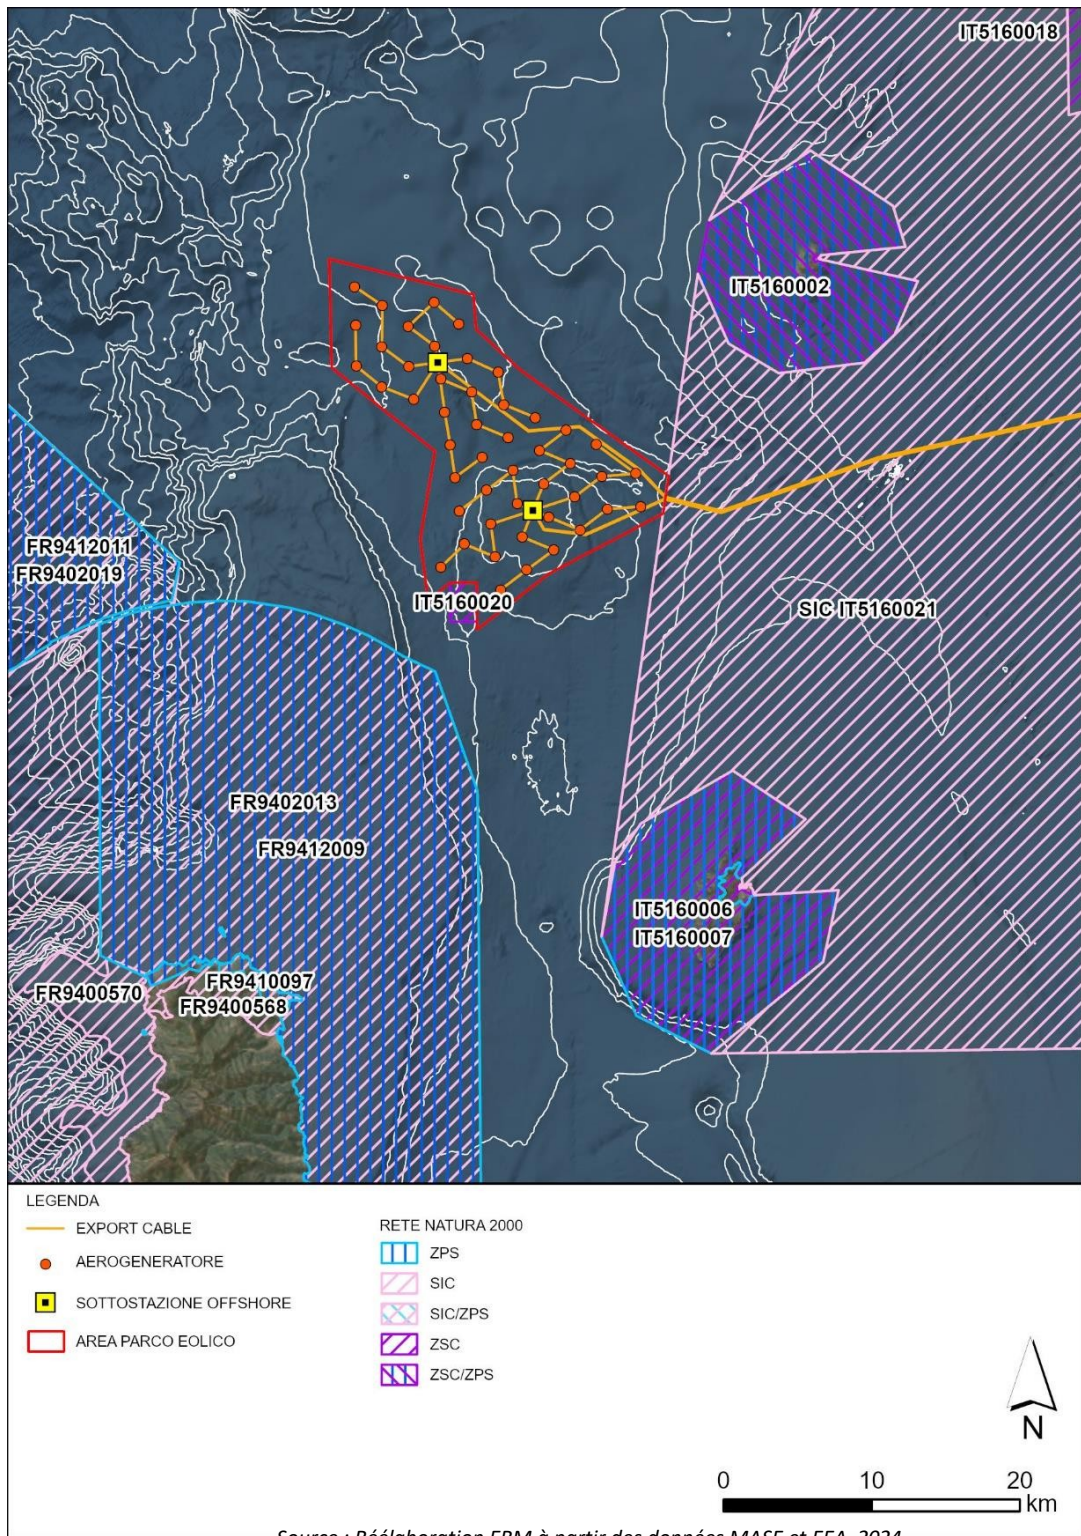 IT5160018
IT5160002
FR9412011
FR9402019
IT5160020
SIC IT5160021
FR9402013
FR9412009
IT5160006
IT5160007
FR9400570
FR9410097
FR9400568
LEGENDA
EXPORT CABLE
AEROGENERATORE
SOTTOSTAZIONE OFFSHORE
AREA PARCO EOLICO
RETE NATURA 2000
ZPS
SIC
SIC/ZPS
ZSC
ZSC/ZPS
N
0 10 20
km
Source : Réélaboration ERM à partir des données MASE et EEA, 2024